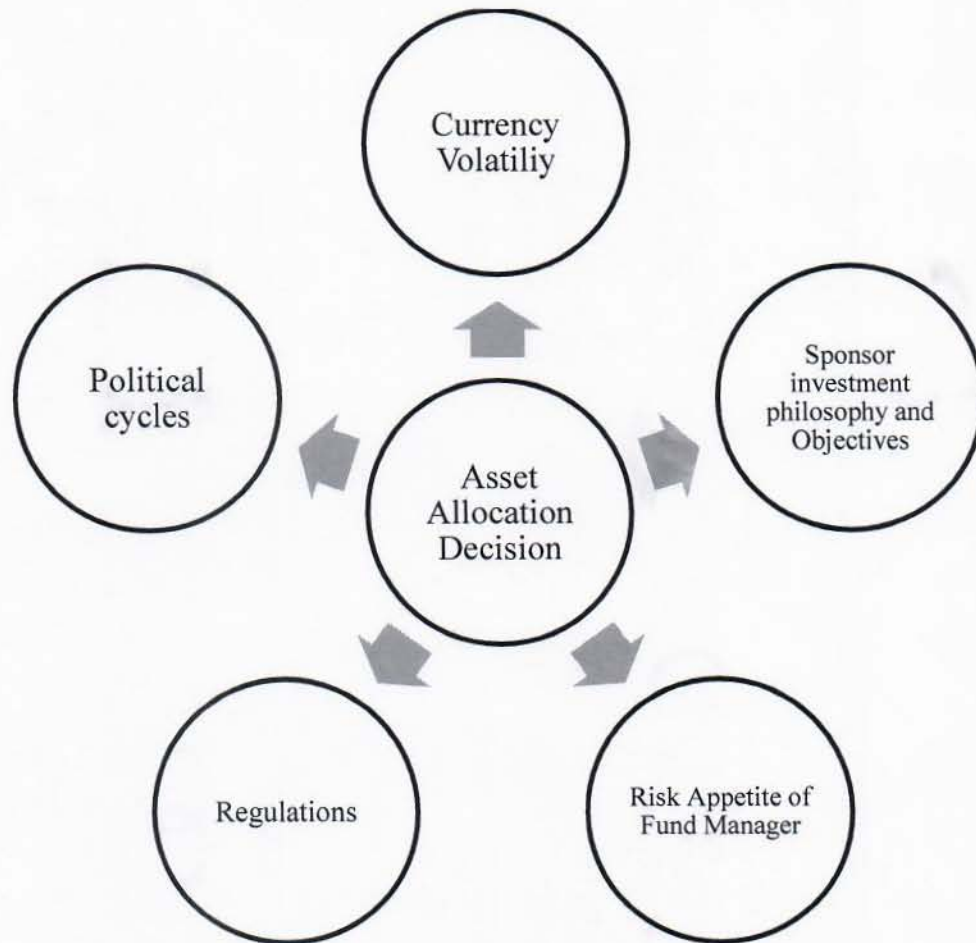 Currency
Volatiliy
Political
cycles
Sponsor
investment
philosophy and
Objectives
Asset
Allocation
Decision
Regulations
Risk Appetite of
Fund Manager